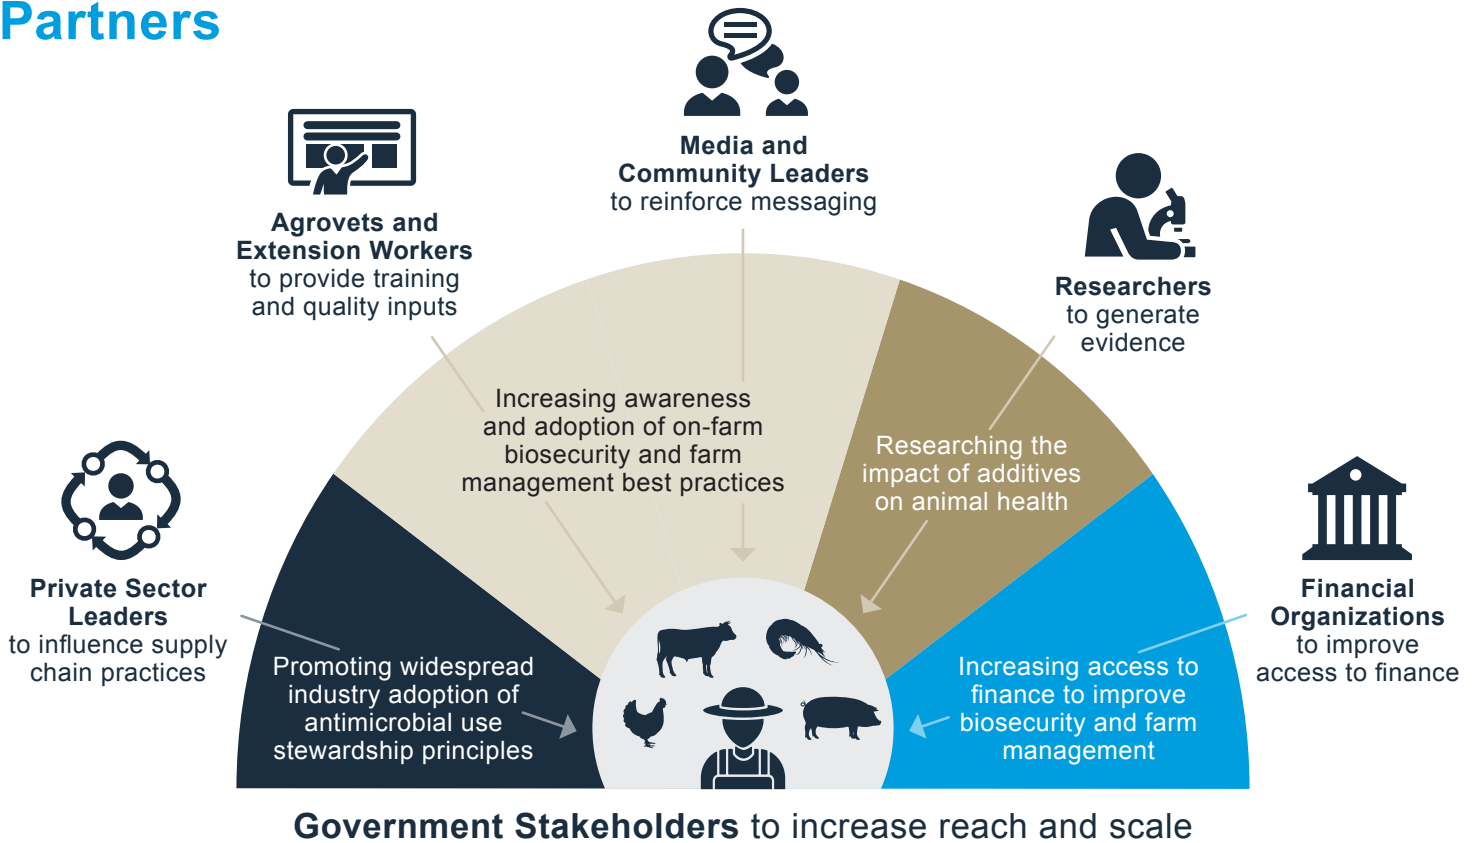 Partners
Media and
Community Leaders
to reinforce messaging
Agrovets and
Extension Workers
to provide training
and quality inputs
Researchers
to generate
evidence
Private Sector
Leaders
to influence supply
chain practices
Financial
Organizations
to improve
access to finance
Increasing awareness
and adoption of on-farm
biosecurity and farm
management best practices
Researching the
impact of additives
on animal health
Promoting widespread
industry adoption of
antimicrobial use
stewardship principles
Increasing access to
finance to improve
biosecurity and farm
management
Government Stakeholders to increase reach and scale